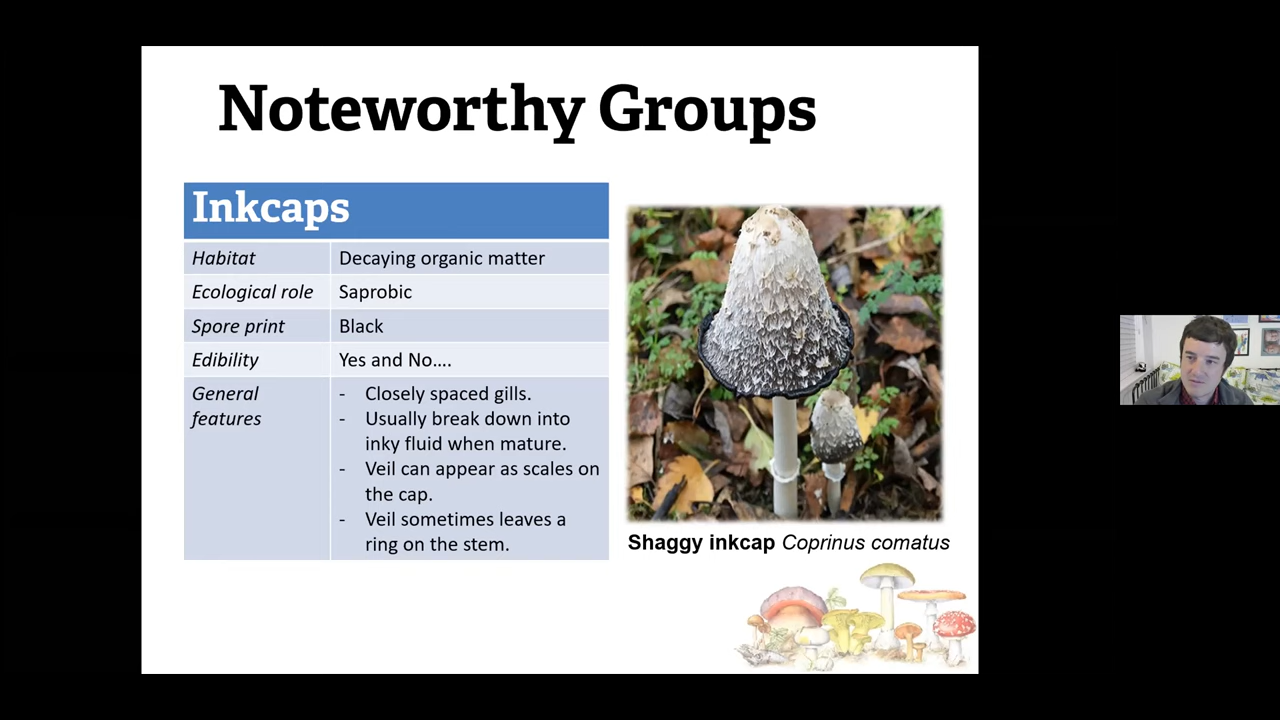 Noteworthy Groups
Inkcaps
Habitat Decaying organic matter
Ecological role Saprobic
Spore print Black
Edibility Yes and No....
General - Closely spaced gills.
features - Usually break down into
inky fluid when mature.
- Veil can appear as scales on
the cap.
- Veil sometimes leaves a
ring on the stem.
Shaggy inkcap Coprinus comatus